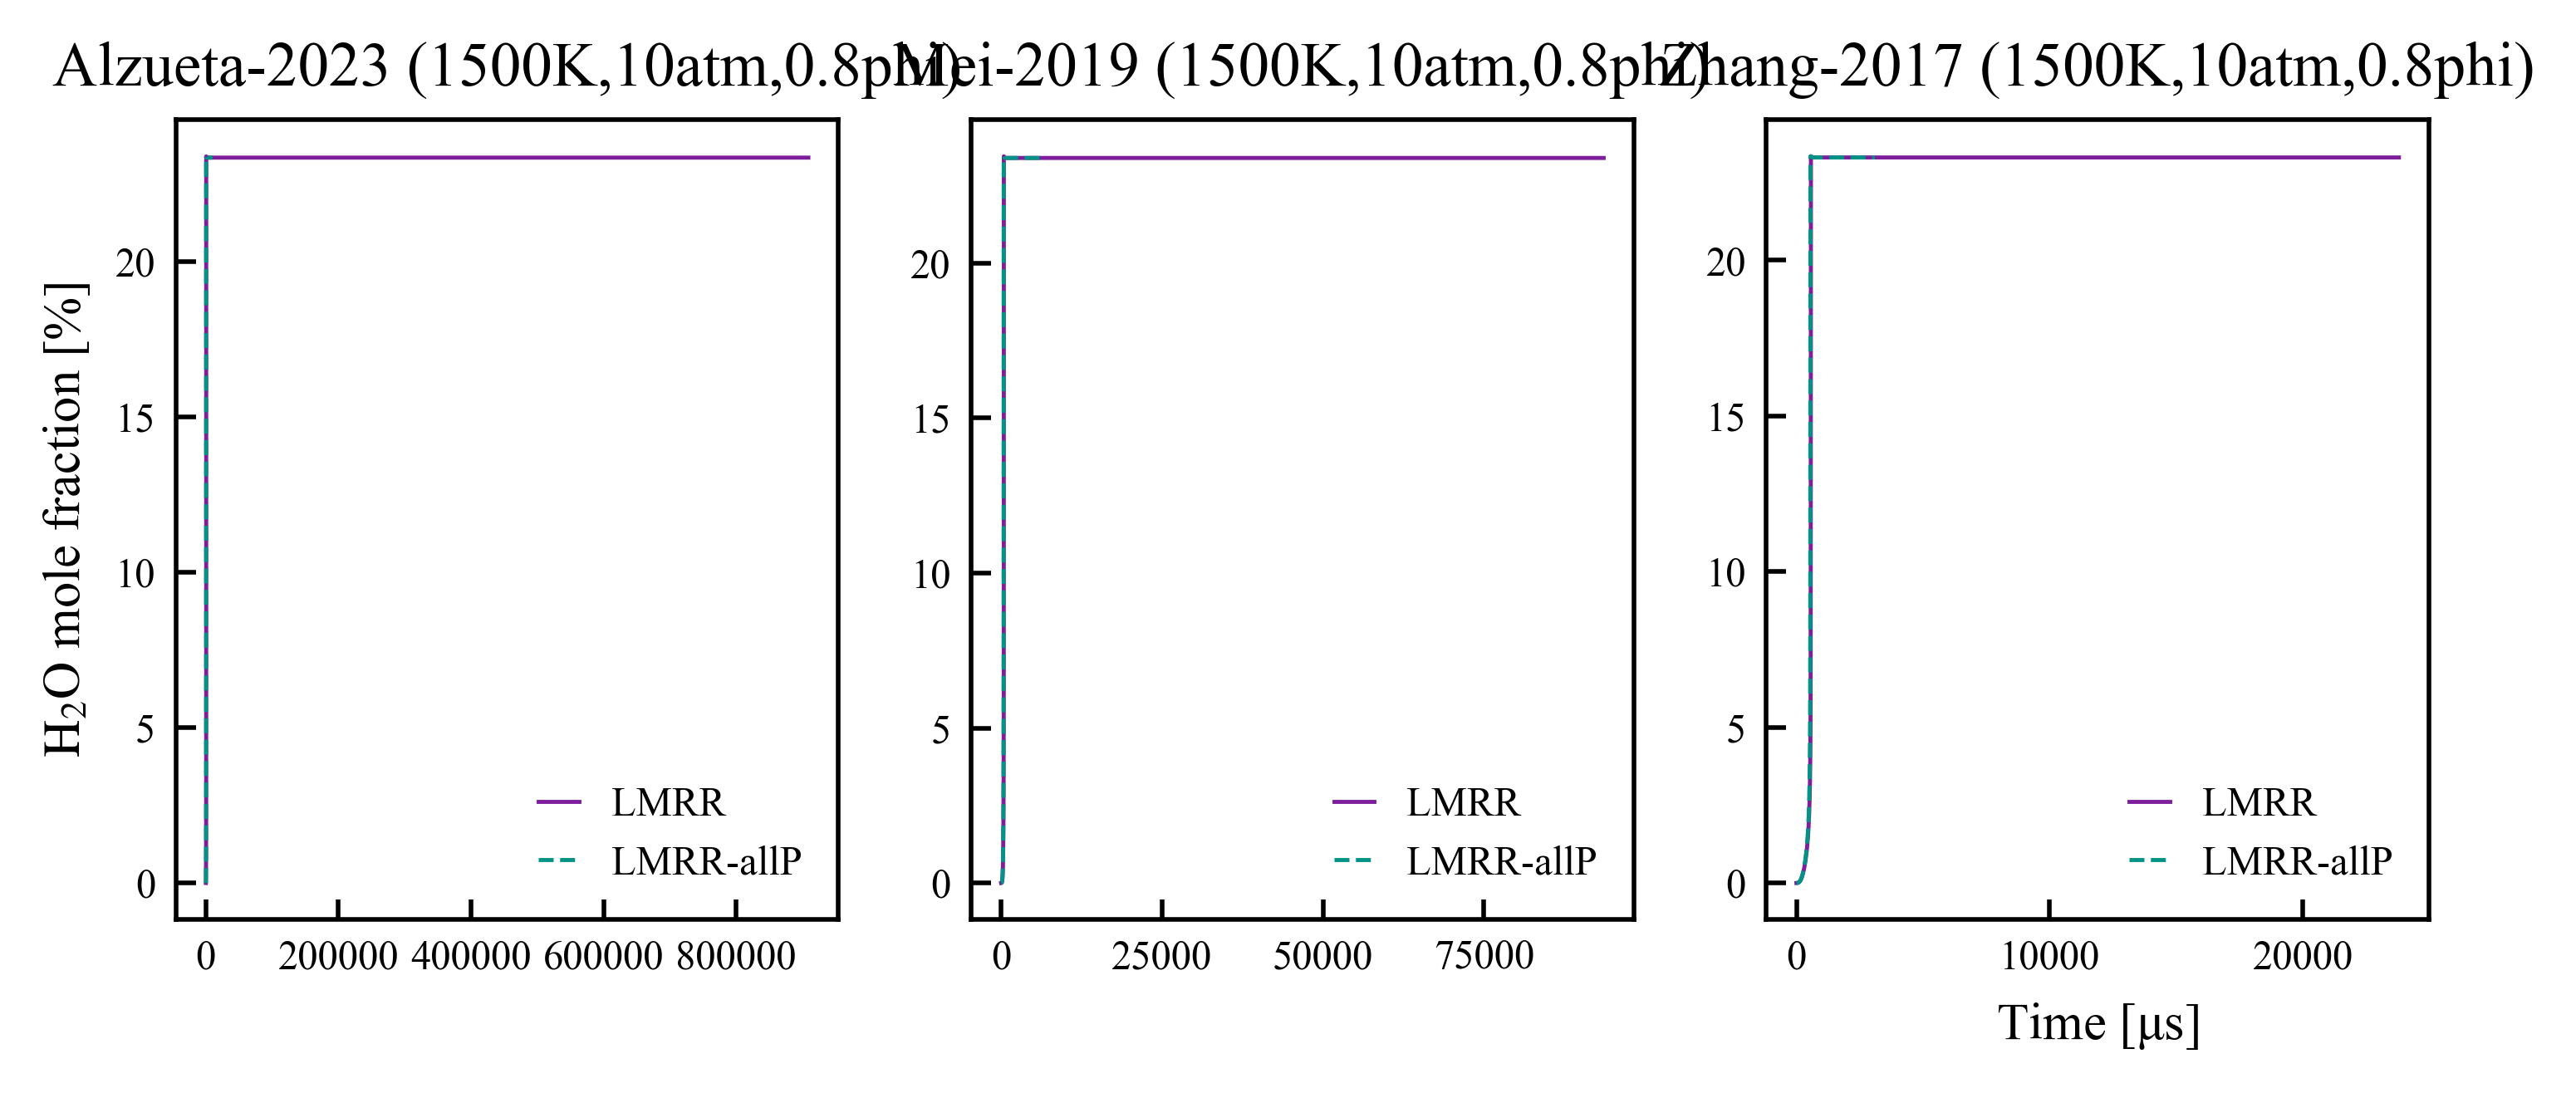 Alzueta-2023 (1500K,10atm,0.8phi)
Mei-2019 (1500K,10atm,0.8phi)
Zhang-2017 (1500K,10atm,0.8phi)
H₂O mole fraction [%]
20
15
10
5
0
0 200000 400000 600000 800000
LMRR
LMRR-allP
20
15
10
5
0
0 25000 50000 75000
LMRR
LMRR-allP
20
15
10
5
0
0 10000 20000
LMRR
LMRR-allP
Time [μs]